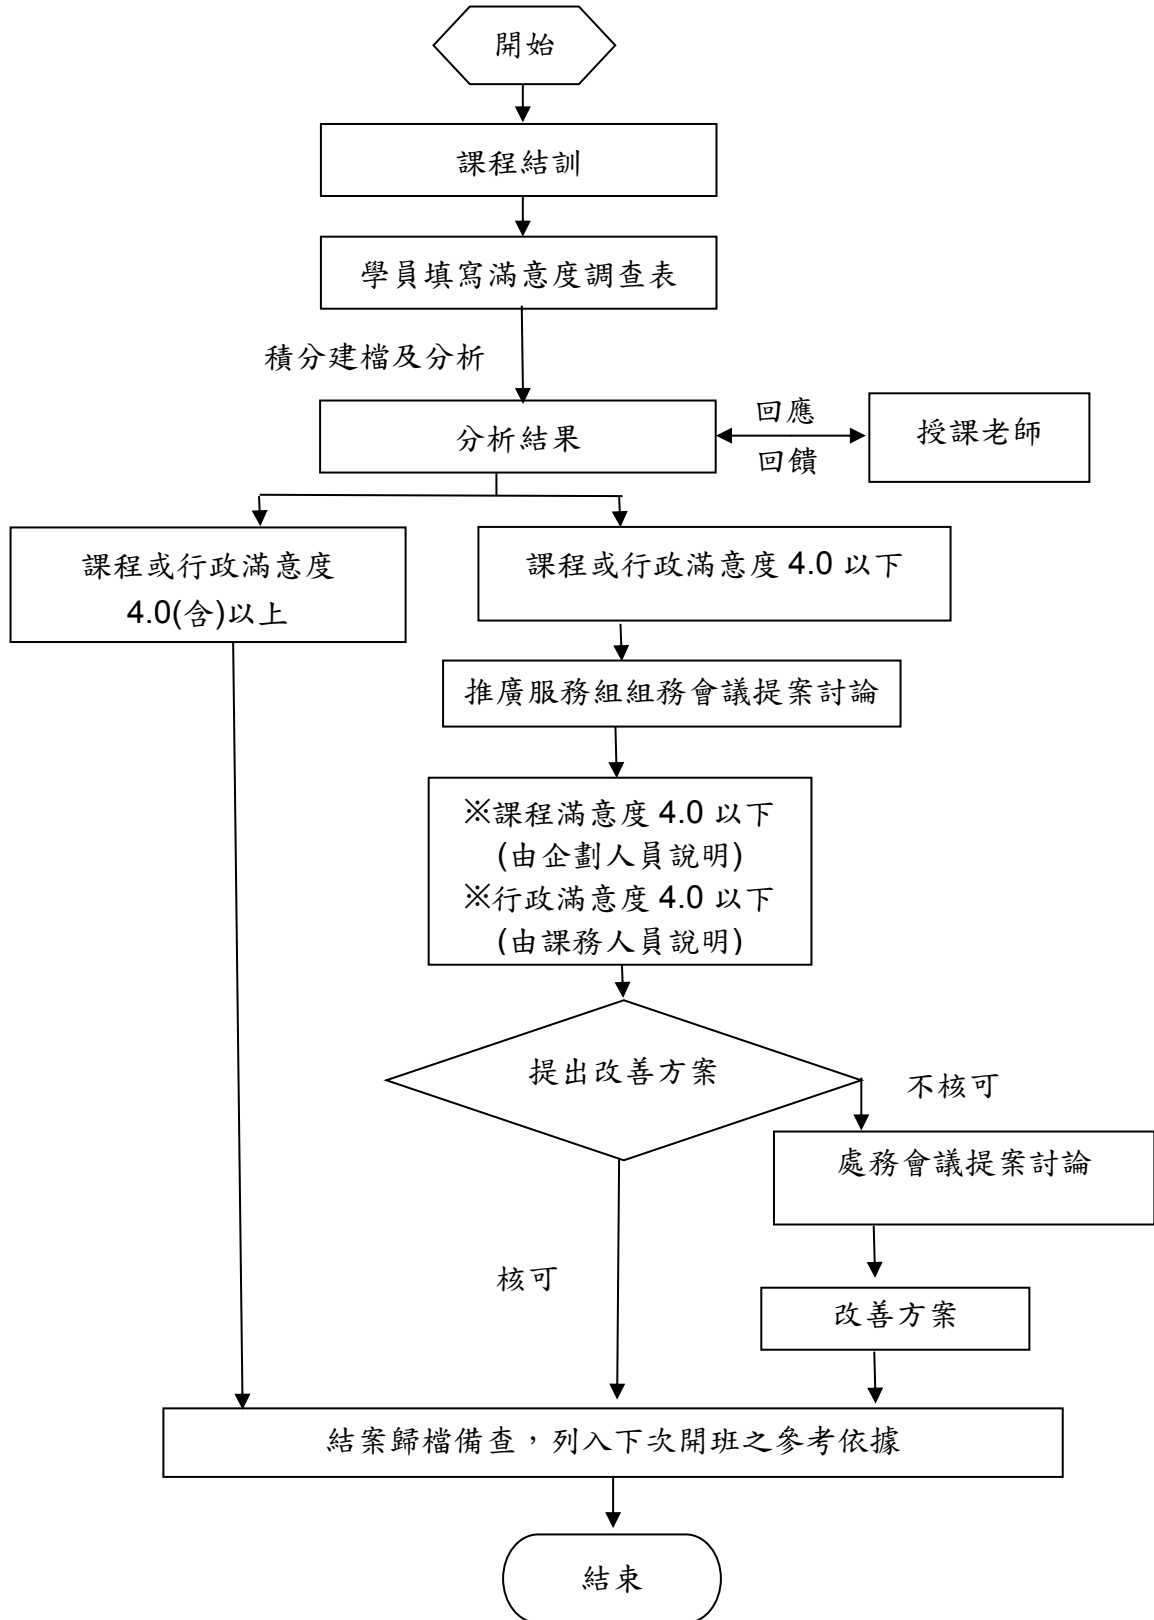 開始
課程結訓
學員填寫滿意度調查表
積分建檔及分析
分析結果
回應
回饋
授課老師
課程或行政滿意度
4.0(含)以上
課程或行政滿意度 4.0 以下
推廣服務組組務會議提案討論
※課程滿意度 4.0 以下
(由企劃人員說明)
※行政滿意度 4.0 以下
(由課務人員說明)
提出改善方案
不核可
處務會議提案討論
核可
改善方案
結案歸檔備查，列入下次開班之參考依據
結束